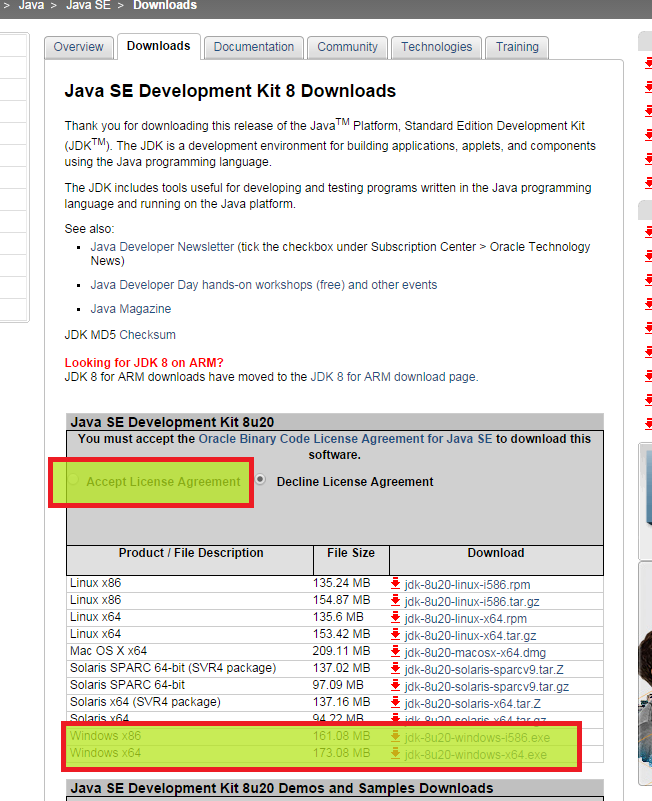 > Java > Java SE > Downloads
Overview Downloads Documentation Community Technologies Training
Java SE Development Kit 8 Downloads
Thank you for downloading this release of the Java™ Platform, Standard Edition Development Kit
(JDK™). The JDK is a development environment for building applications, applets, and components
using the Java programming language.
The JDK includes tools useful for developing and testing programs written in the Java programming
language and running on the Java platform.
See also:
Java Developer Newsletter (tick the checkbox under Subscription Center > Oracle Technology
News)
Java Developer Day hands-on workshops (free) and other events
Java Magazine
JDK MD5 Checksum
Looking for JDK 8 on ARM?
JDK 8 for ARM downloads have moved to the JDK 8 for ARM download page.
Java SE Development Kit 8u20
You must accept the Oracle Binary Code License Agreement for Java SE to download this
software.
Accept License Agreement Decline License Agreement
Product / File Description File Size Download
Linux x86 135.24 MB jdk-8u20-linux-i586.rpm
Linux x86 154.87 MB jdk-8u20-linux-i586.tar.gz
Linux x64 135.6 MB jdk-8u20-linux-x64.rpm
Linux x64 153.42 MB jdk-8u20-linux-x64.tar.gz
Mac OS X x64 209.11 MB jdk-8u20-macosx-x64.dmg
Solaris SPARC 64-bit (SVR4 package) 137.02 MB jdk-8u20-solaris-sparcv9.tar.Z
Solaris SPARC 64-bit 97.09 MB jdk-8u20-solaris-sparcv9.tar.gz
Solaris x64 (SVR4 package) 137.16 MB jdk-8u20-solaris-x64.tar.Z
Solaris x64 94.22 MB jdk-8u20-solaris-x64.tar.gz
Windows x86 161.08 MB jdk-8u20-windows-i586.exe
Windows x64 173.08 MB jdk-8u20-windows-x64.exe
Java SE Development Kit 8u20 Demos and Samples Downloads